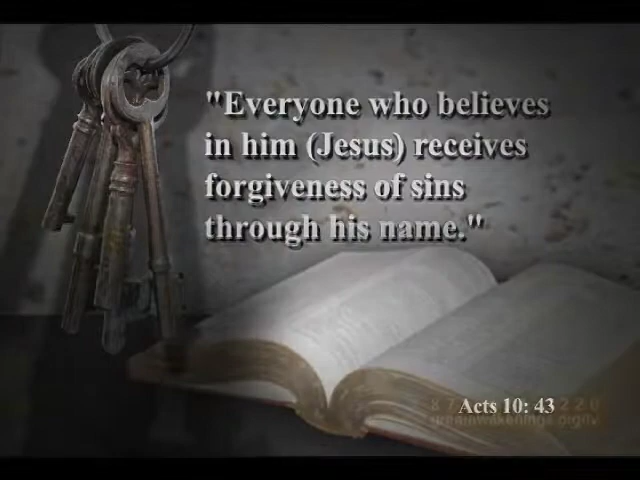 "Everyone who believes
in him (Jesus) receives
forgiveness of sins
through his name."
Acts 10: 43